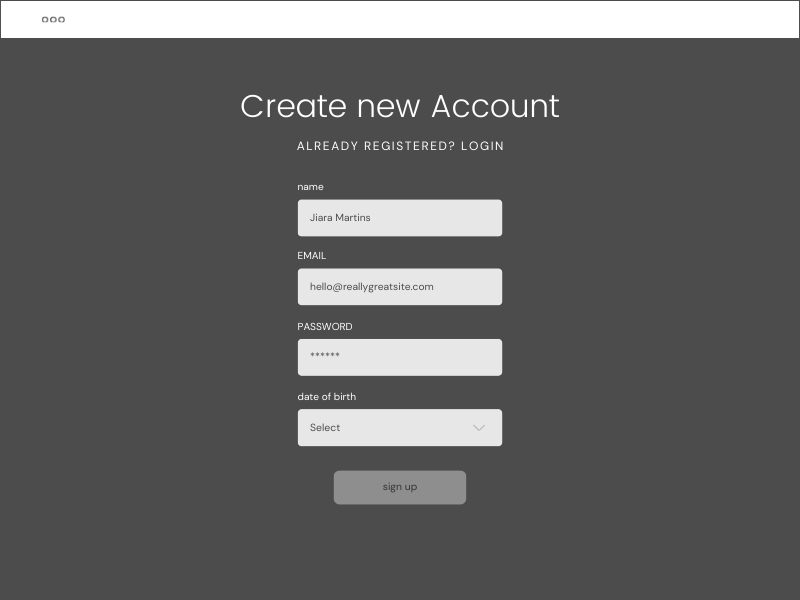 Create new Account
ALREADY REGISTERED? LOGIN
name
Jiara Martins
EMAIL
hello@reallygreatsite.com
PASSWORD
******
date of birth
Select
sign up